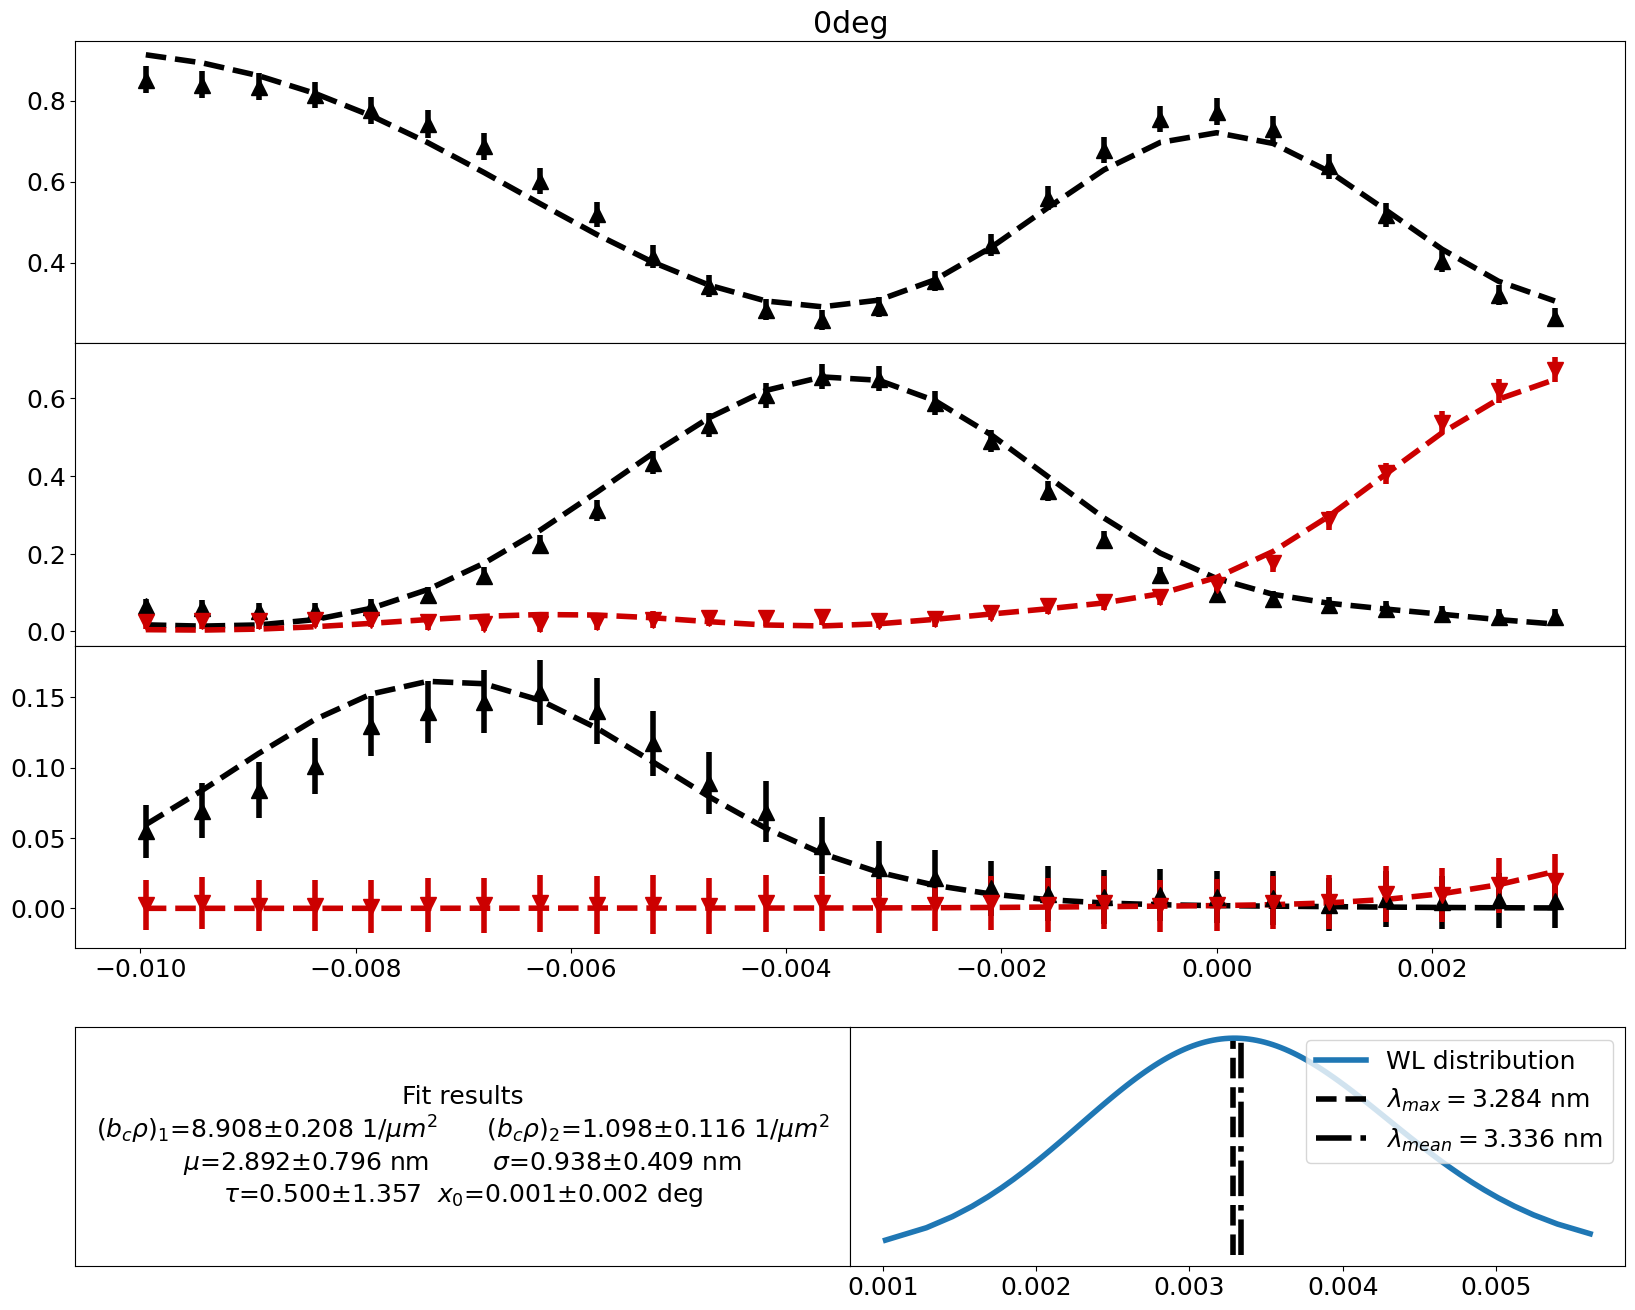 0deg
0.8
0.6
0.4
0.6
0.4
0.2
0.0
0.15
0.10
0.05
0.00
−0.010 −0.008 −0.006 −0.004 −0.002 0.000 0.002
Fit results
(b_cρ)_1=8.908±0.208 1/μm^2 (b_cρ)_2=1.098±0.116 1/μm^2
μ=2.892±0.796 nm σ=0.938±0.409 nm
τ=0.500±1.357 x_0=0.001±0.002 deg
WL distribution
λ_max = 3.284 nm
λ_mean = 3.336 nm
0.001 0.002 0.003 0.004 0.005